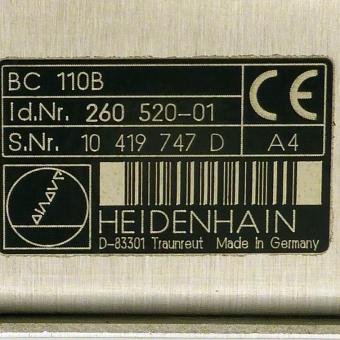 BC 110B
CE
Id.Nr. 260 520-01
S.Nr. 10 419 747 D A4
HEIDENHAIN
D-83301 Traunreut Made in Germany